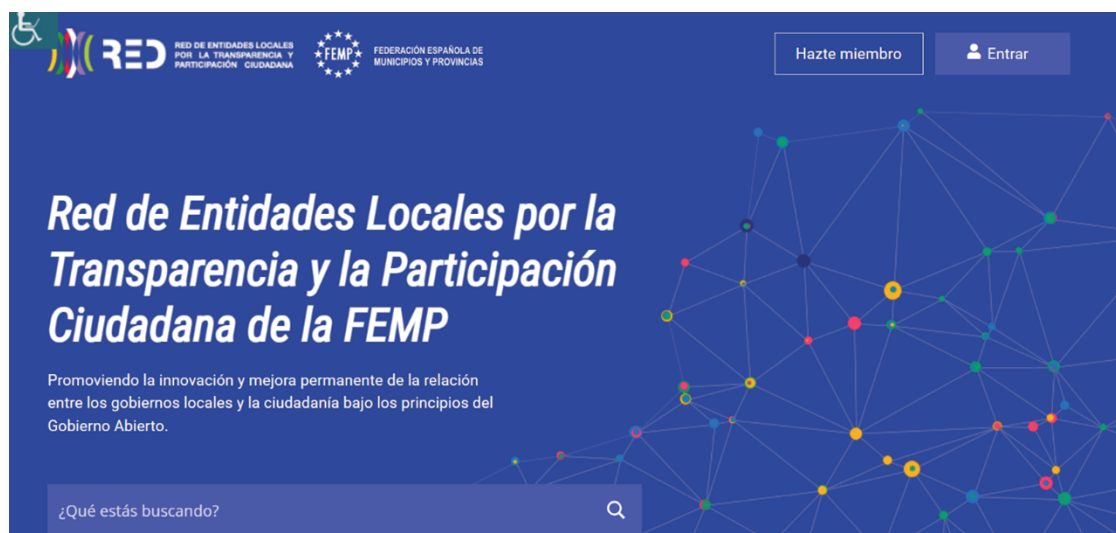 RED
RED DE ENTIDADES LOCALES
POR LA TRANSPARENCIA Y
PARTICIPACIÓN CIUDADANA
FEMP
FEDERACIÓN ESPAÑOLA DE
MUNICIPIOS Y PROVINCIAS
Hazte miembro
Entrar
Red de Entidades Locales por la
Transparencia y la Participación
Ciudadana de la FEMP
Promoviendo la innovación y mejora permanente de la relación
entre los gobiernos locales y la ciudadanía bajo los principios del
Gobierno Abierto.
¿Qué estás buscando?